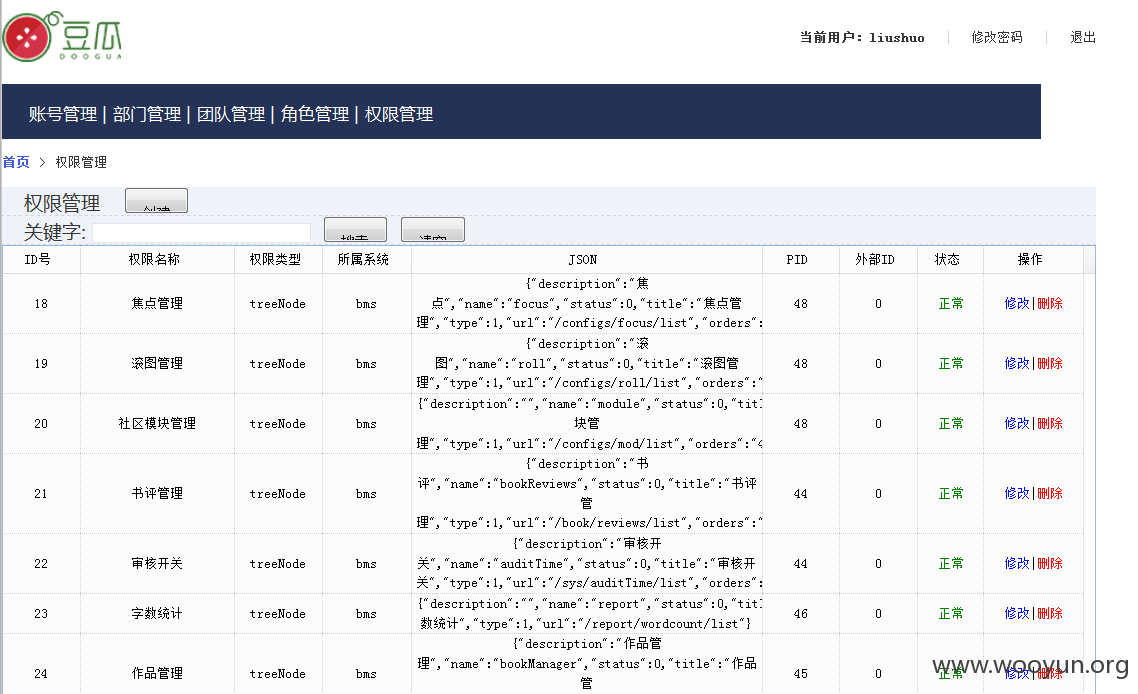 豆瓜
DOOGUA
当前用户: liushuo | 修改密码 | 退出
账号管理 | 部门管理 | 团队管理 | 角色管理 | 权限管理
首页 > 权限管理
权限管理 创建
关键字: 搜索 清空
ID号 权限名称 权限类型 所属系统 JSON PID 外部ID 状态 操作
{"description":"焦
18 焦点管理 treeNode bms 点","name":"focus","status":0,"title":"焦点管 48 0 正常 修改|删除
理","type":1,"url":"/configs/focus/list","orders":
{"description":"滚
19 滚图管理 treeNode bms 图","name":"roll","status":0,"title":"滚图管 48 0 正常 修改|删除
理","type":1,"url":"/configs/roll/list","orders":"
{"description":"","name":"module","status":0,"titl
20 社区模块管理 treeNode bms 块管 48 0 正常 修改|删除
理","type":1,"url":"/configs/mod/list","orders":"4
{"description":"书
评","name":"bookReviews","status":0,"title":"书评
21 书评管理 treeNode bms 管 44 0 正常 修改|删除
理","type":1,"url":"/book/reviews/list","orders":"
{"description":"审核开
22 审核开关 treeNode bms 关","name":"auditTime","status":0,"title":"审核开 44 0 正常 修改|删除
关","type":1,"url":"/sys/auditTime/list","orders":
{"description":"","name":"report","status":0,"titl
23 字数统计 treeNode bms 数统计","type":1,"url":"/report/wordcount/list"} 46 0 正常 修改|删除
{"description":"作品管
理","name":"bookManager","status":0,"title":"作品
24 作品管理 treeNode bms 管 45 0 正常 修改|删除
www.wooyun.org